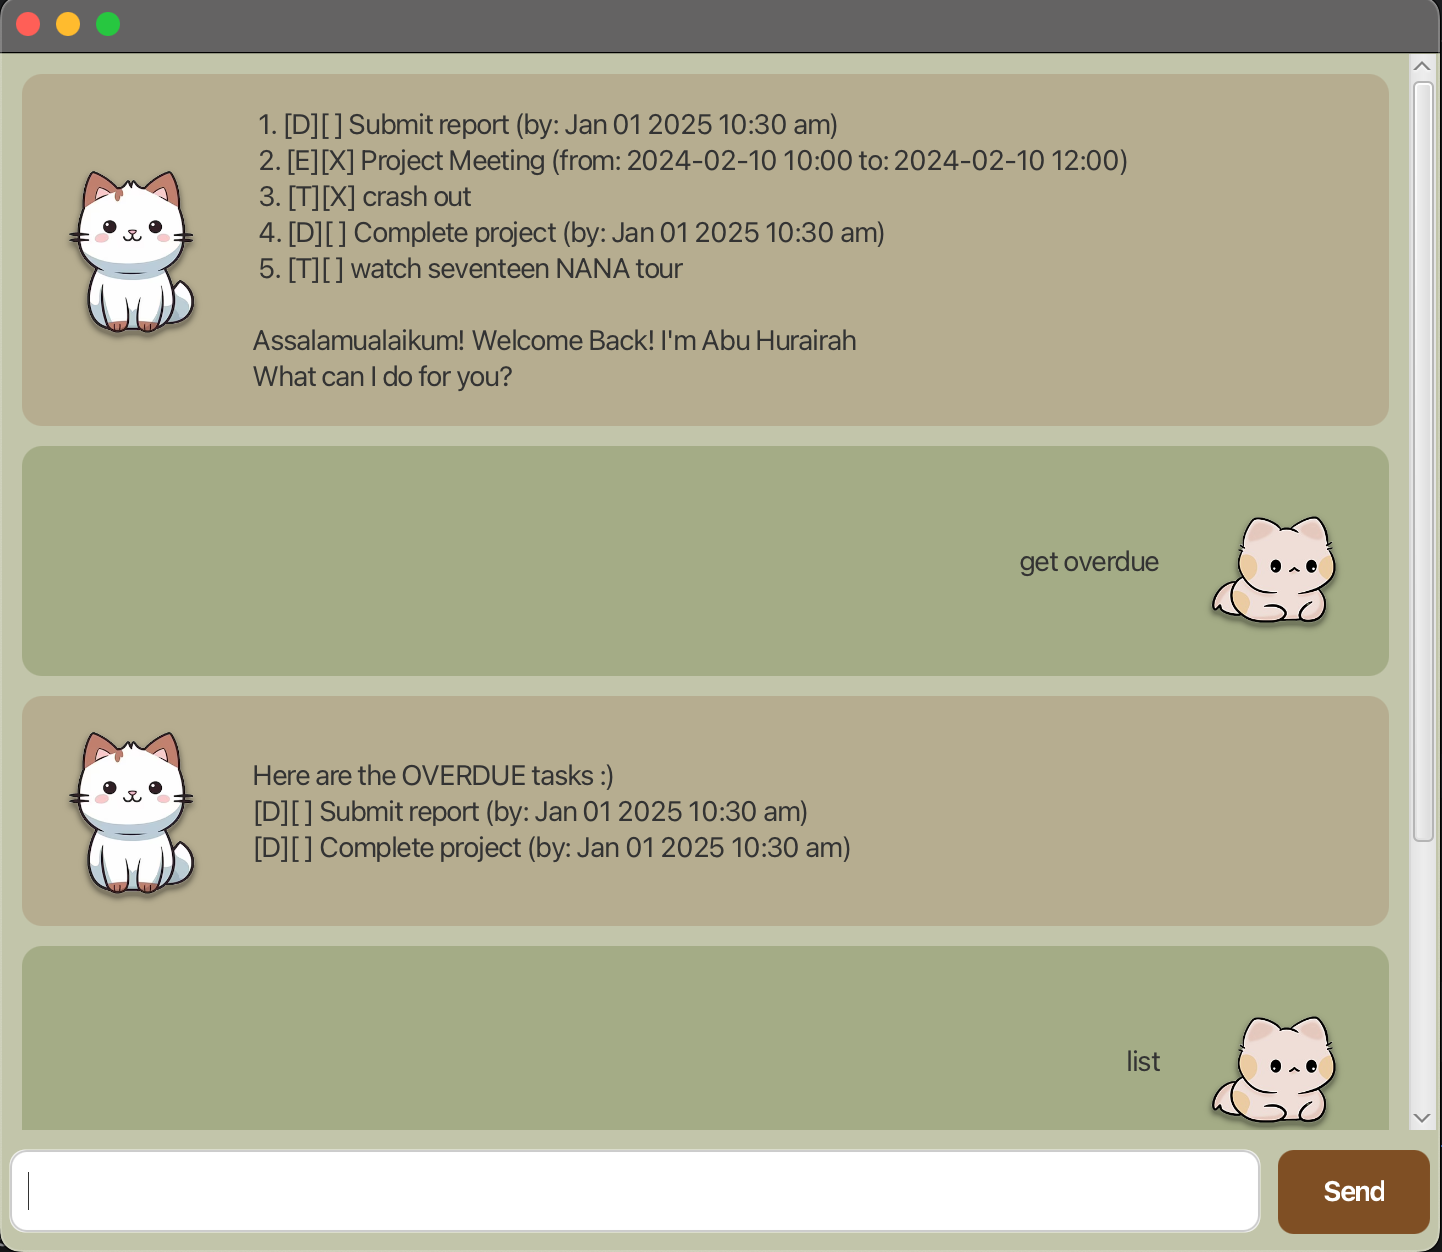 1. [D][ ] Submit report (by: Jan 01 2025 10:30 am)
2. [E][X] Project Meeting (from: 2024-02-10 10:00 to: 2024-02-10 12:00)
3. [T][X] crash out
4. [D][ ] Complete project (by: Jan 01 2025 10:30 am)
5. [T][ ] watch seventeen NANA tour
Assalamualaikum! Welcome Back! I'm Abu Hurairah
What can I do for you?
get overdue
Here are the OVERDUE tasks :)
[D][ ] Submit report (by: Jan 01 2025 10:30 am)
[D][ ] Complete project (by: Jan 01 2025 10:30 am)
list
Send